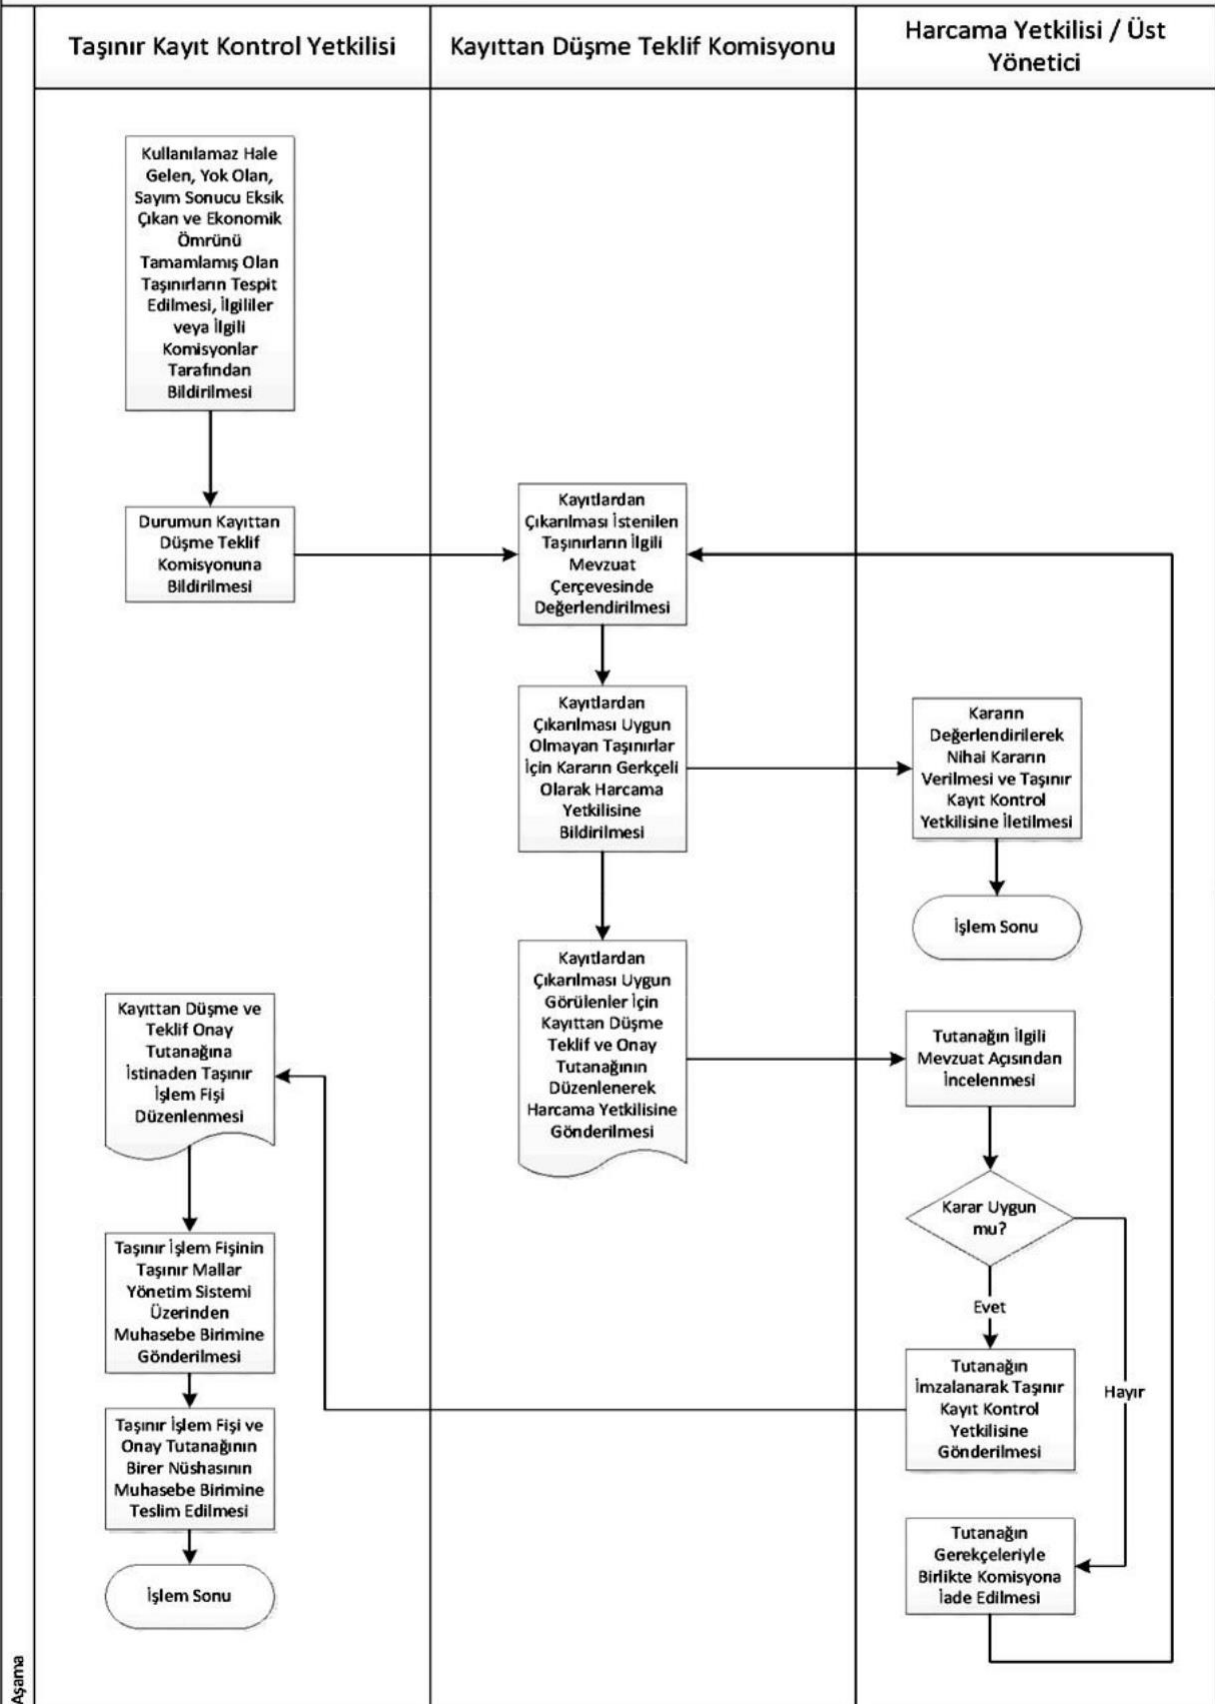 Taşınır Kayıt Kontrol Yetkilisi
Kayıttan Düşme Teklif Komisyonu
Harcama Yetkilisi / Üst
Yönetici
Kullanılamaz Hale
Gelen, Yok Olan,
Sayım Sonucu Eksik
Çıkan ve Ekonomik
Ömrünü
Tamamlamış Olan
Taşınırların Tespit
Edilmesi, İlgililer
veya İlgili
Komisyonlar
Tarafından
Bildirilmesi
Durumun Kayıttan
Düşme Teklif
Komisyonuna
Bildirilmesi
Kayıtlardan
Çıkarılması İstenilen
Taşınırların İlgili
Mevzuat
Çerçevesinde
Değerlendirilmesi
Kayıtlardan
Çıkarılması Uygun
Olmayan Taşınırlar
İçin Kararın Gerkçeli
Olarak Harcama
Yetkilisine
Bildirilmesi
Kararın
Değerlendirilerek
Nihai Kararın
Verilmesi ve Taşınır
Kayıt Kontrol
Yetkilisine İletilmesi
İşlem Sonu
Kayıtlardan
Çıkarılması Uygun
Görülenler İçin
Kayıttan Düşme
Teklif ve Onay
Tutanağının
Düzenlenerek
Harcama Yetkilisine
Gönderilmesi
Tutanağın İlgili
Mevzuat Açısından
İncelenmesi
Karar Uygun
mu?
Evet
Hayır
Tutanağın
İmzalanarak Taşınır
Kayıt Kontrol
Yetkilisine
Gönderilmesi
Tutanağın
Gerekçeleriyle
Birlikte Komisyona
İade Edilmesi
Kayıttan Düşme ve
Teklif Onay
Tutanağına
İstinaden Taşınır
İşlem Fişi
Düzenlenmesi
Taşınır İşlem Fişinin
Taşınır Mallar
Yönetim Sistemi
Üzerinden
Muhasebe Birimine
Gönderilmesi
Taşınır İşlem Fişi ve
Onay Tutanağının
Birer Nüshasının
Muhasebe Birimine
Teslim Edilmesi
İşlem Sonu
Aşama